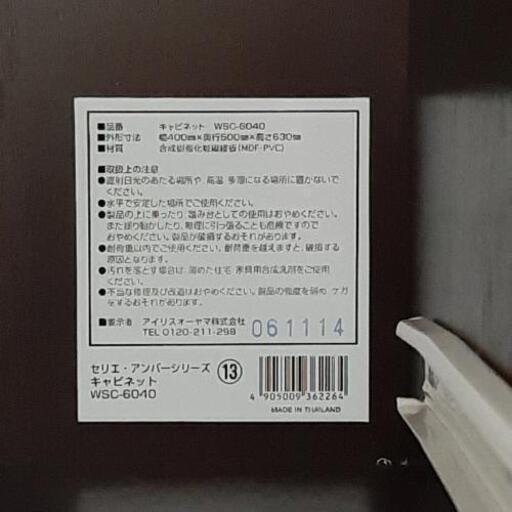 ■品番 キャビネット WSC-6040
■外形寸法 : 幅400㎜×奥行500㎜×高さ630㎜
■材質 : 合成樹脂化粧繊維板(MDF・PVC)
■取扱上の注意
●直射日光のあたる場所や、高温、多湿になる場所に置かないで
ください。
●水平で安定した場所でご使用ください。
●製品の上に乗ったり、踏み台としての使用はおやめください。
また揺り動かしたり、無理に引っ張ることも危険ですので
おやめください。製品が破損するおそれがあります。
●耐荷重以内でご使用ください。耐荷重を越えますと、破損する
原因となります。
●汚れを落とす場合は、薄めた住宅・家具用合成洗剤をご使用
ください。
●不当な修理及び改造はおやめください。製品の強度を弱め、ケガ
をするおそれがあります。
■表示者 アイリスオーヤマ株式会社
TEL 0120-211-299
061114
セリエ・アンバーシリーズ ⑬
キャビネット
WSC-6040
4 905009 362264
MADE IN THAILAND